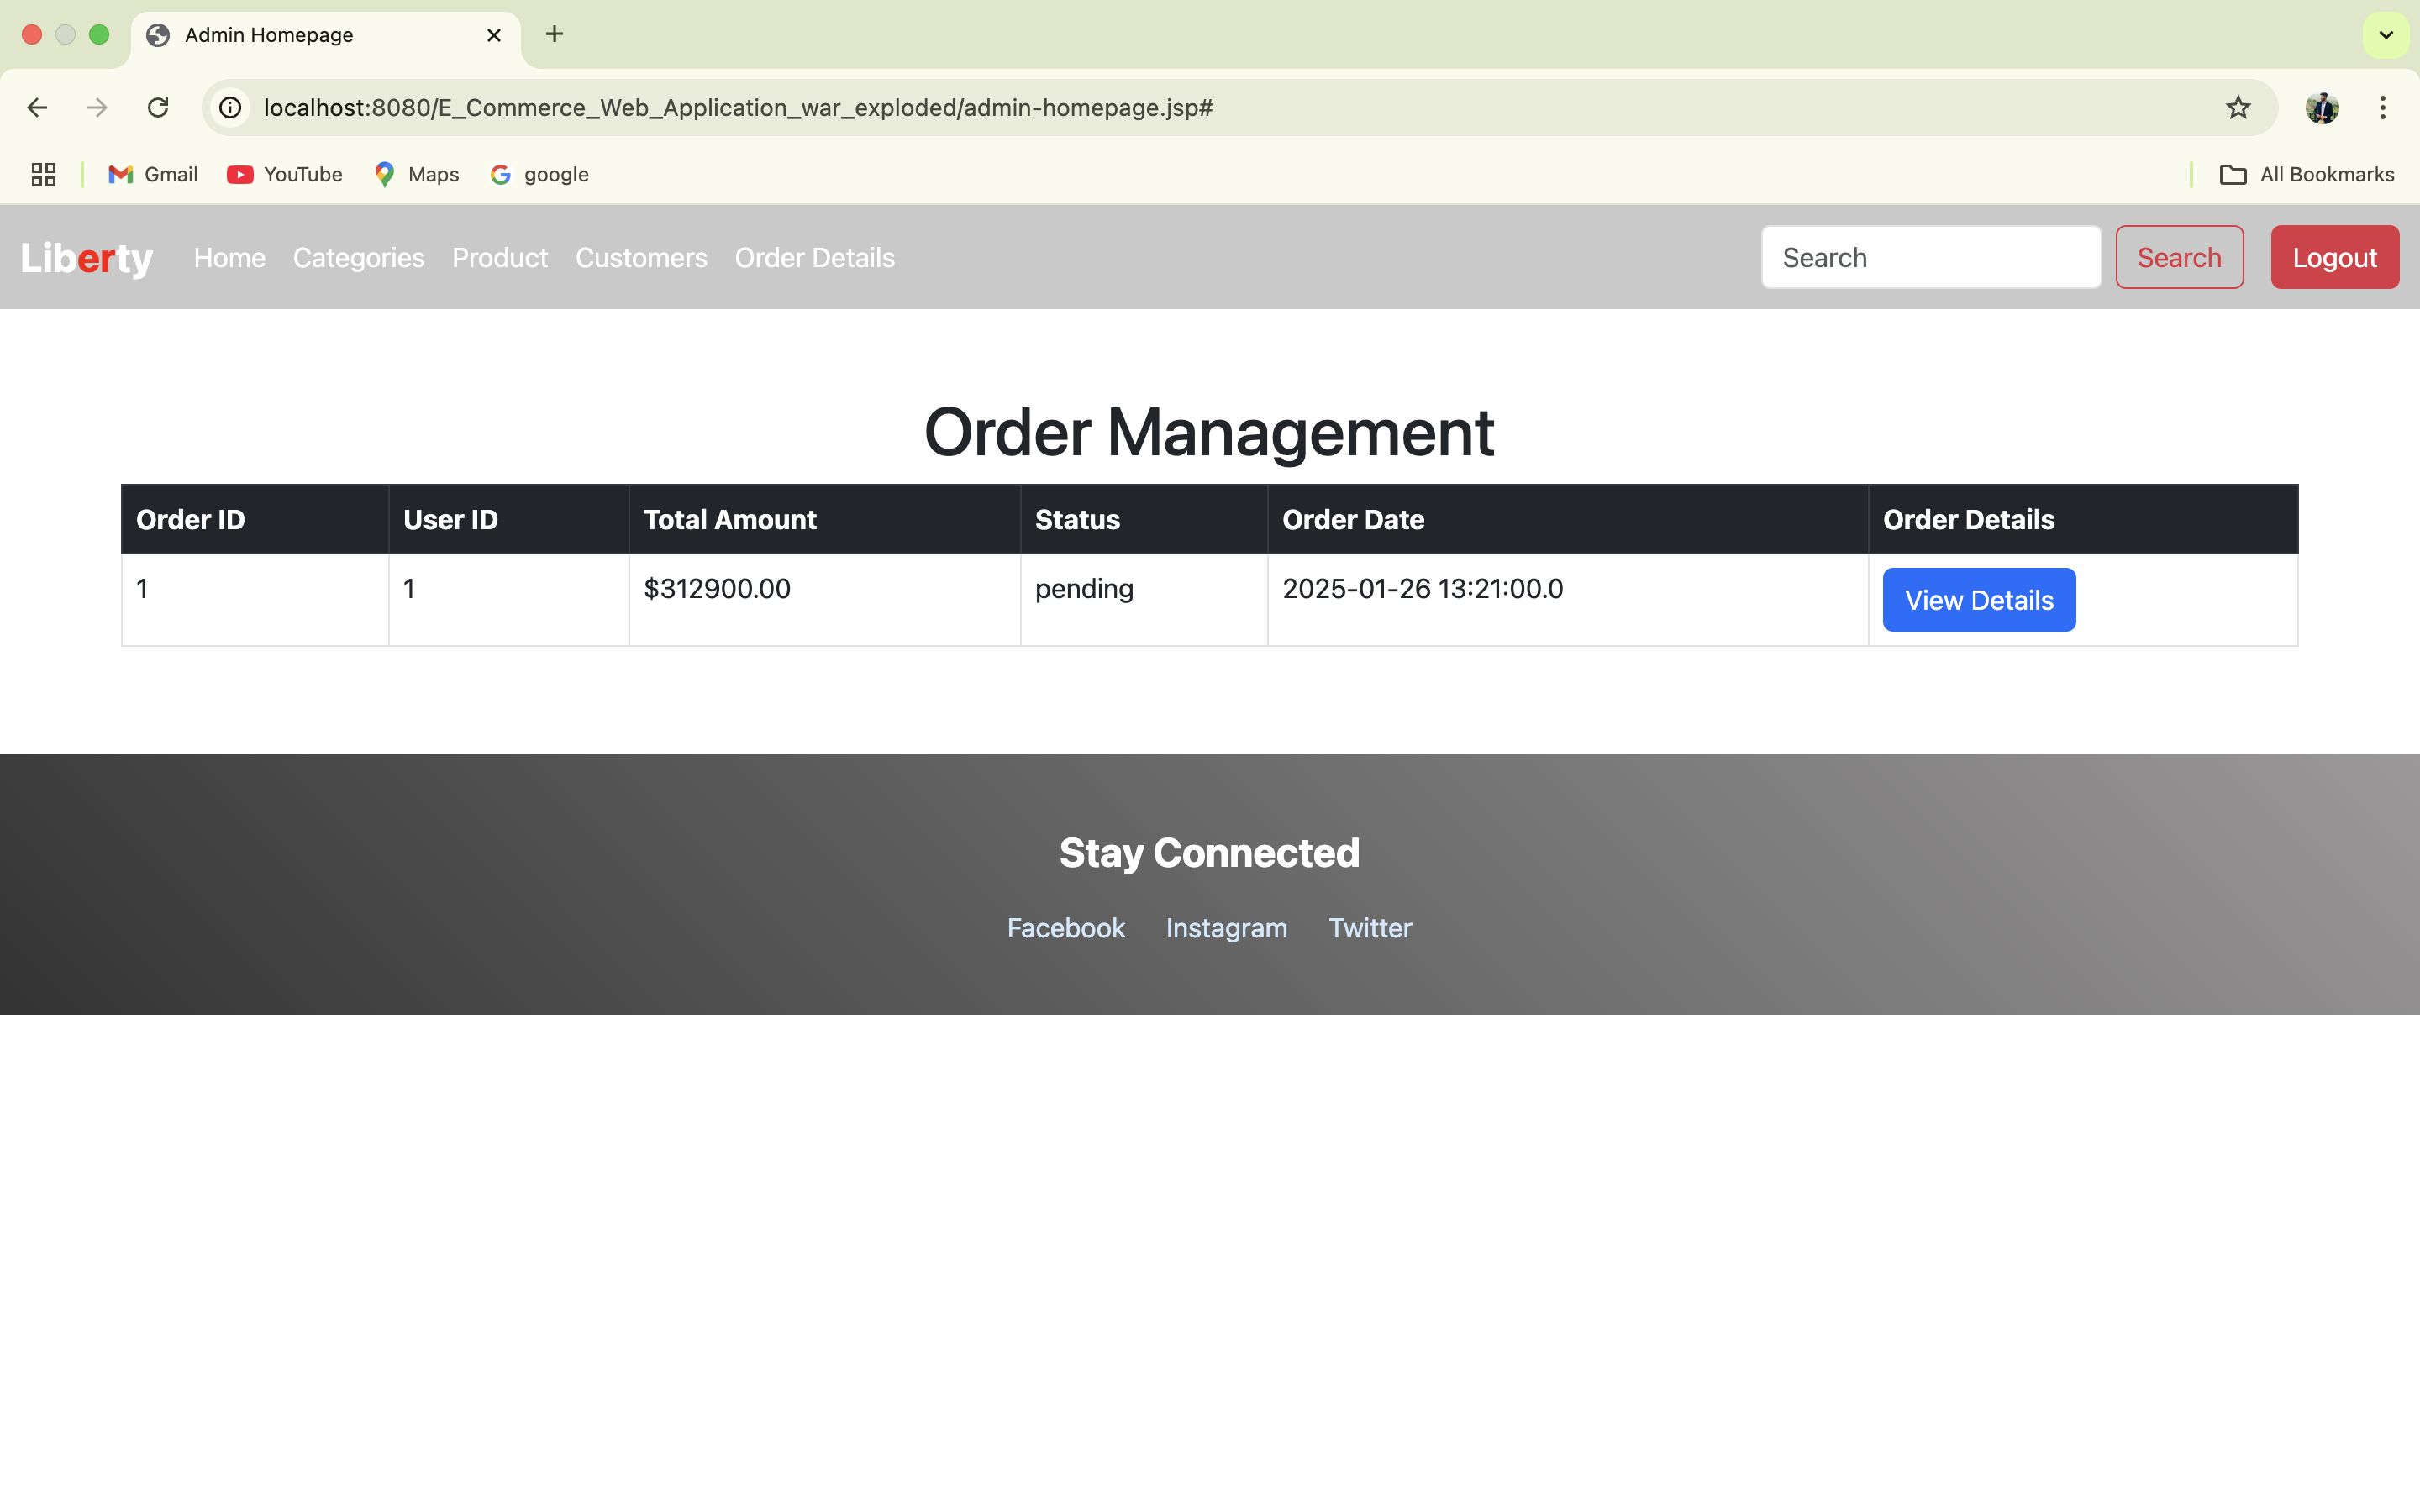 Admin Homepage
localhost:8080/E_Commerce_Web_Application_war_exploded/admin-homepage.jsp#
Gmail YouTube Maps google All Bookmarks
Liberty Home Categories Product Customers Order Details Search Search Logout
Order Management
Order ID User ID Total Amount Status Order Date Order Details
1 1 $312900.00 pending 2025-01-26 13:21:00.0 View Details
Stay Connected
Facebook Instagram Twitter